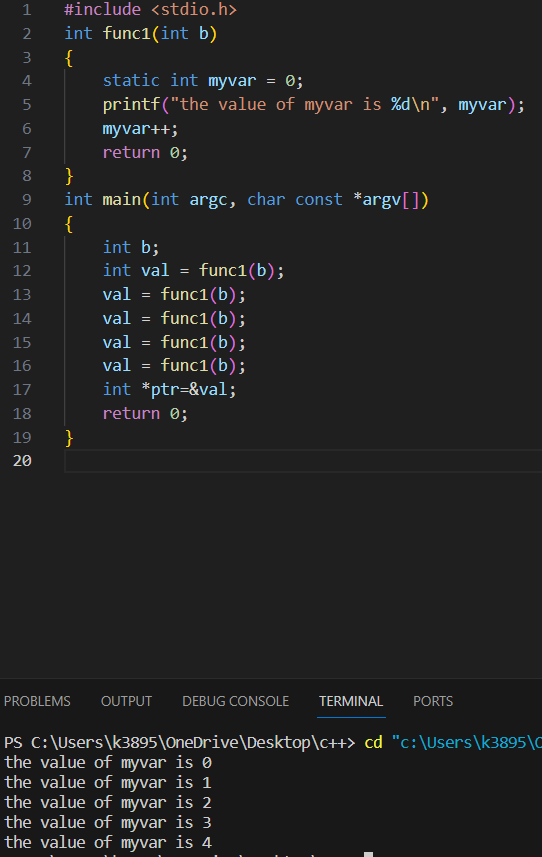 1 #include <stdio.h>
2 int func1(int b)
3 {
4 static int myvar = 0;
5 printf("the value of myvar is %d\n", myvar);
6 myvar++;
7 return 0;
8 }
9 int main(int argc, char const *argv[])
10 {
11 int b;
12 int val = func1(b);
13 val = func1(b);
14 val = func1(b);
15 val = func1(b);
16 val = func1(b);
17 int *ptr=&val;
18 return 0;
19 }
20
PROBLEMS OUTPUT DEBUG CONSOLE TERMINAL PORTS
PS C:\Users\k3895\OneDrive\Desktop\c++> cd "c:\Users\k3895\O
the value of myvar is 0
the value of myvar is 1
the value of myvar is 2
the value of myvar is 3
the value of myvar is 4